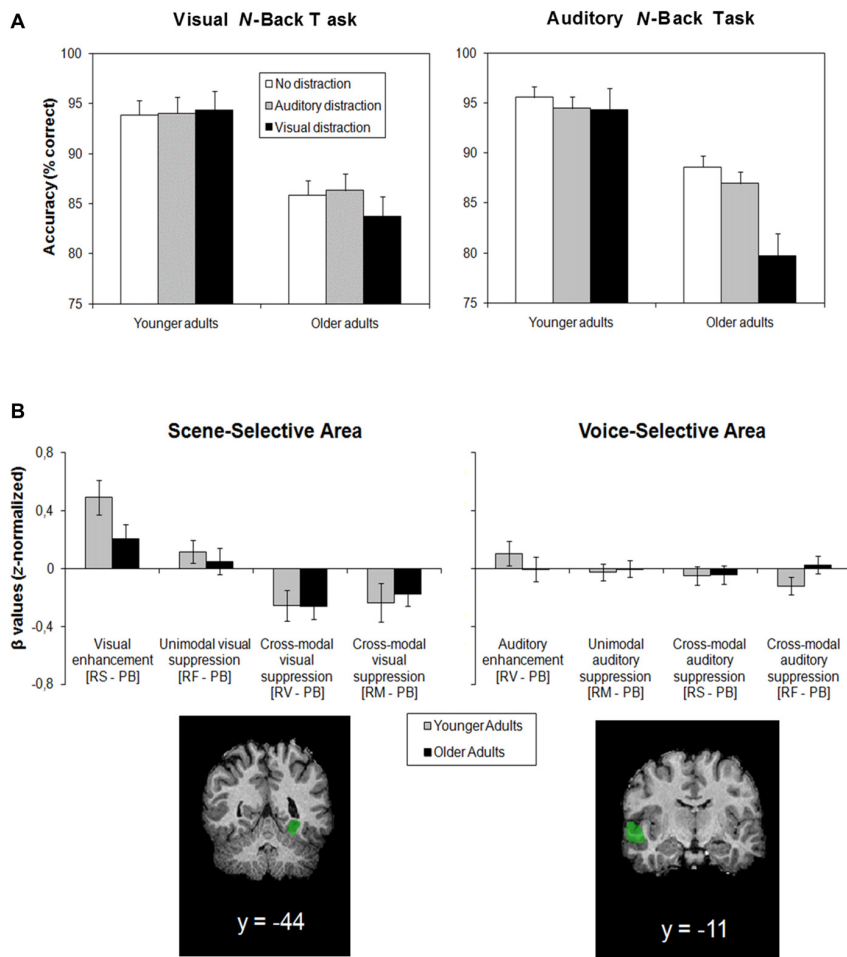 A
Visual N-Back T ask
Auditory N-Back Task
Accuracy (% correct)
100
95
90
85
80
75
No distraction
Auditory distraction
Visual distraction
Younger adults
Older adults
100
95
90
85
80
75
Younger adults
Older adults
B
Scene-Selective Area
Voice-Selective Area
β values (z-normalized)
0,8
0,4
0
-0,4
-0,8
Visual
enhancement
[RS - PB]
Unimodal visual
suppression
[RF - PB]
Cross-modal
visual
suppression
[RV - PB]
Cross-modal
visual
suppression
[RM - PB]
Auditory
enhancement
[RV - PB]
Unimodal
auditory
suppression
[RM - PB]
Cross-modal
auditory
suppression
[RS - PB]
Cross-modal
auditory
suppression
[RF - PB]
Younger Adults
Older Adults
y = -44
y = -11